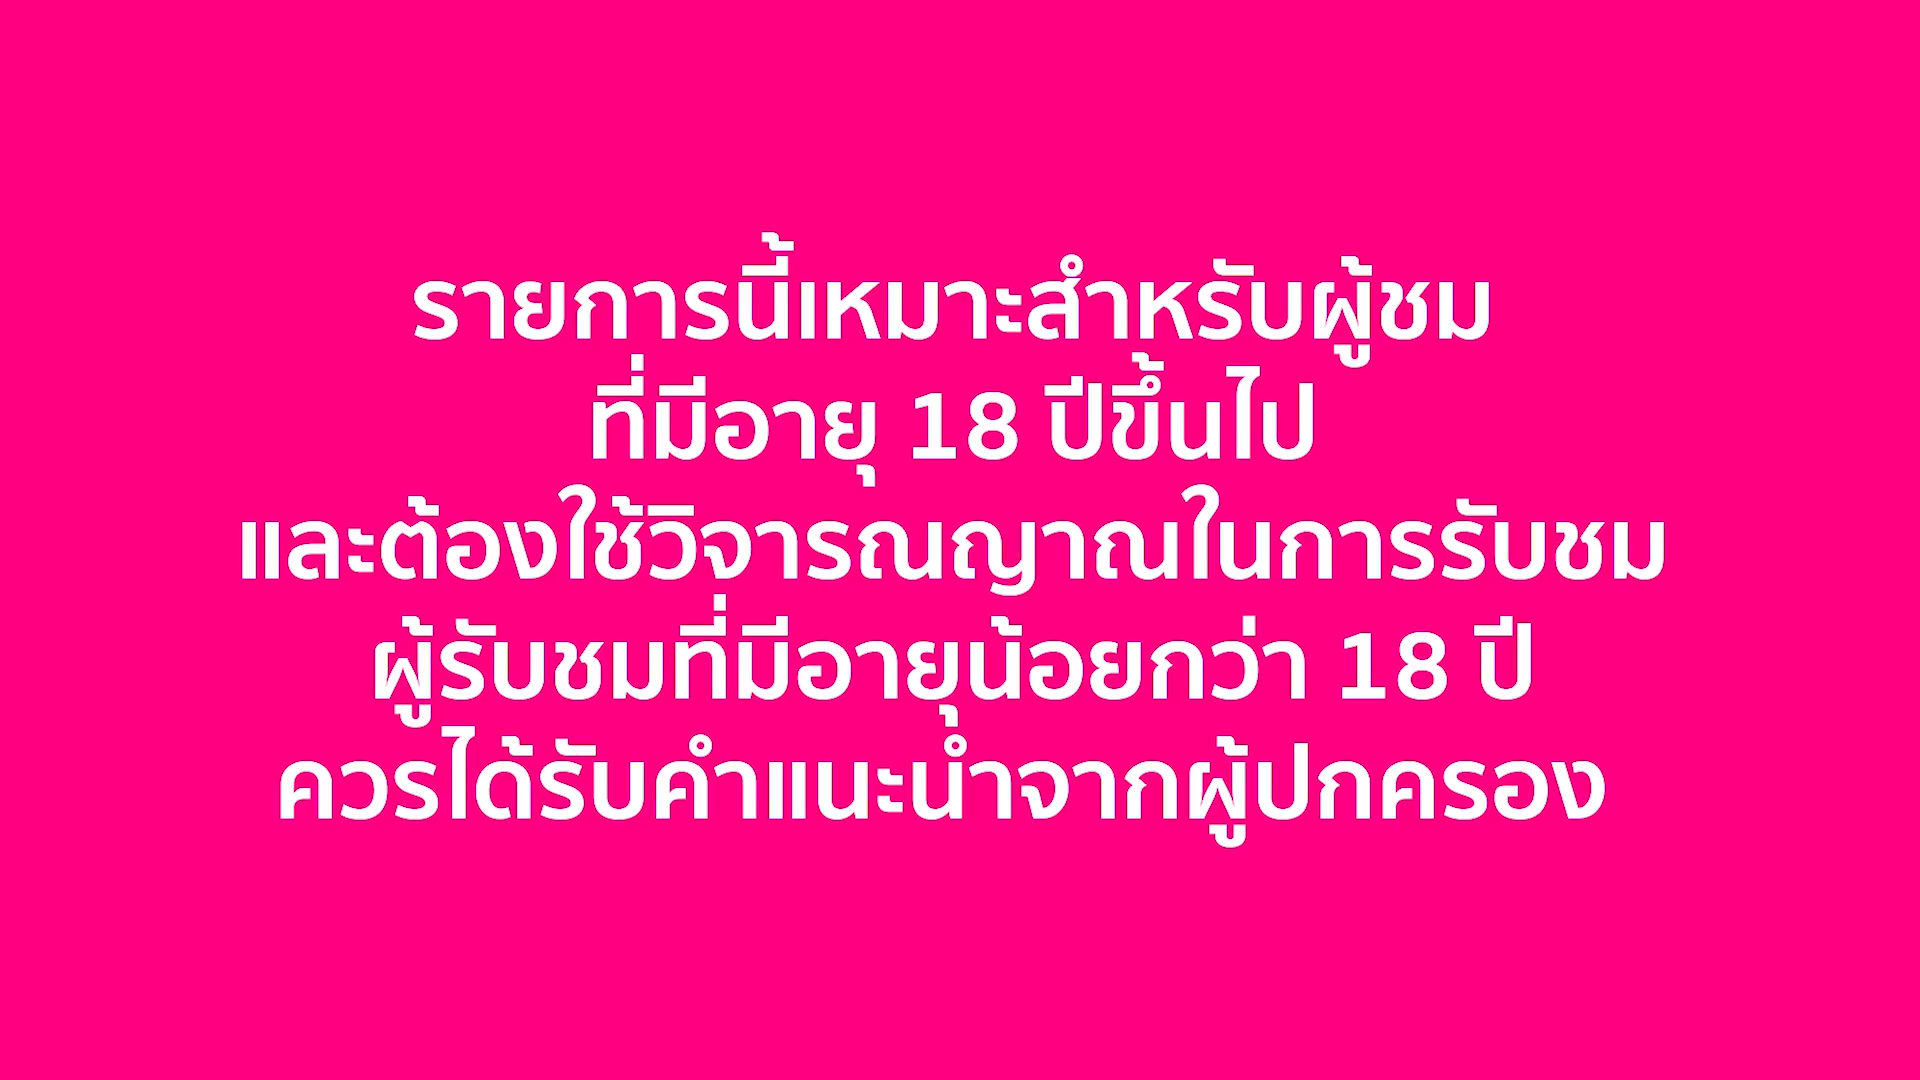 รายการนี้เหมาะสำหรับผู้ชม
ที่มีอายุ 18 ปีขึ้นไป
และต้องใช้วิจารณญาณในการรับชม
ผู้รับชมที่มีอายุน้อยกว่า 18 ปี
ควรได้รับคำแนะนำจากผู้ปกครอง